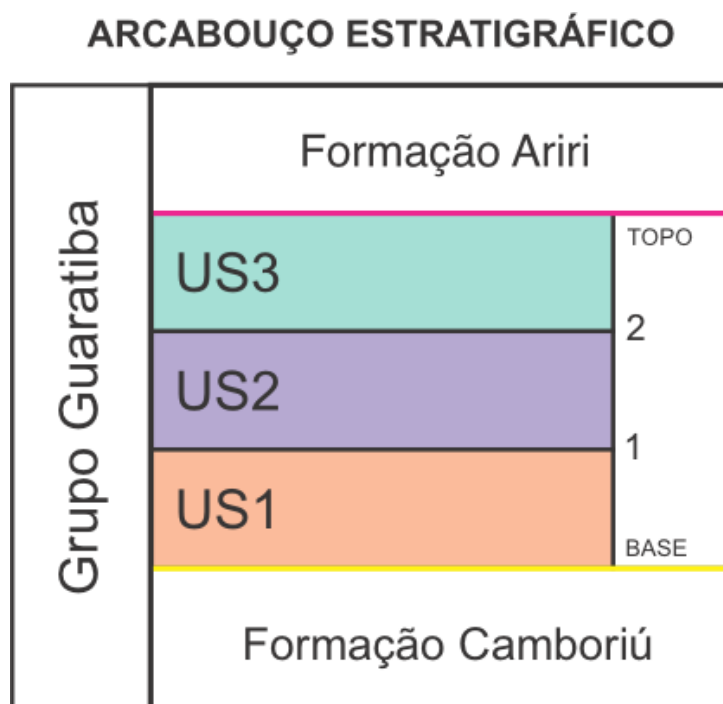 ARCABOUÇO ESTRATIGRÁFICO
Grupo Guaratiba
Formação Ariri
TOPO
US3
2
US2
1
US1
BASE
Formação Camboriú